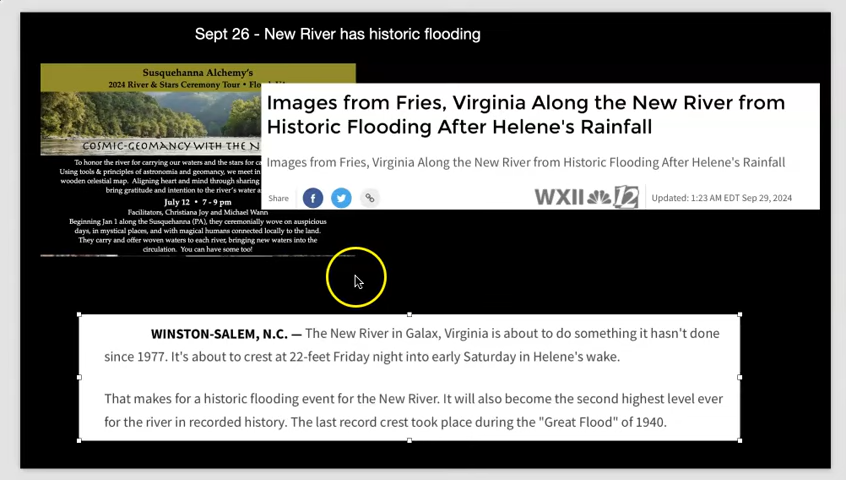 Sept 26 - New River has historic flooding
Susquehanna Alchemy's
2024 River & Stars Ceremony Tour •
COSMIC-GEOMANCY WITH THE N
To honor the river for carrying our waters and the stars for
Using tools & principles of astronomia and geomancy, we meet in
wooden celestial map. Aligning heart and mind through sharing
bring gratitude and intention to the river's water
July 12 • 7 - 9 pm
Facilitators, Christiana Joy and Michael Wann
Beginning Jan 1 along the Susquehanna (PA), they ceremonially wove on auspicious
days, in mystical places, and with magical humans connected locally to the land.
They carry and offer woven waters to each river, bringing new waters into the
circulation. You can have some too!
Images from Fries, Virginia Along the New River from
Historic Flooding After Helene's Rainfall
Images from Fries, Virginia Along the New River from Historic Flooding After Helene's Rainfall
Share
WXII 12
Updated: 1:23 AM EDT Sep 29, 2024
WINSTON-SALEM, N.C. — The New River in Galax, Virginia is about to do something it hasn't done
since 1977. It's about to crest at 22-feet Friday night into early Saturday in Helene's wake.
That makes for a historic flooding event for the New River. It will also become the second highest level ever
for the river in recorded history. The last record crest took place during the "Great Flood" of 1940.